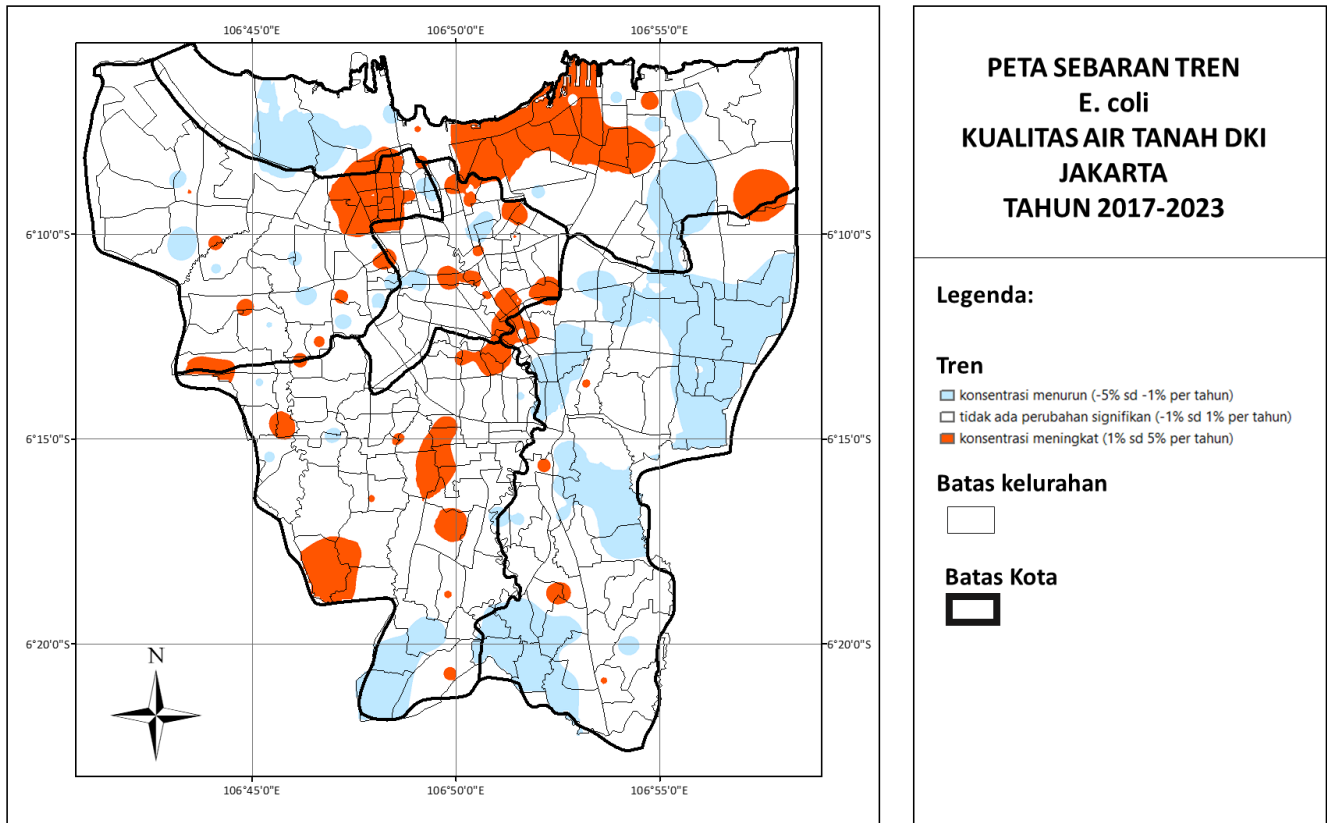 106°45'0"E 106°50'0"E 106°55'0"E
6°10'0"S 6°10'0"S
6°15'0"S 6°15'0"S
6°20'0"S 6°20'0"S
N
106°45'0"E 106°50'0"E 106°55'0"E
PETA SEBARAN TREN
E. coli
KUALITAS AIR TANAH DKI
JAKARTA
TAHUN 2017-2023
Legenda:
Tren
konsentrasi menurun (-5% sd -1% per tahun)
tidak ada perubahan signifikan (-1% sd 1% per tahun)
konsentrasi meningkat (1% sd 5% per tahun)
Batas kelurahan
Batas Kota